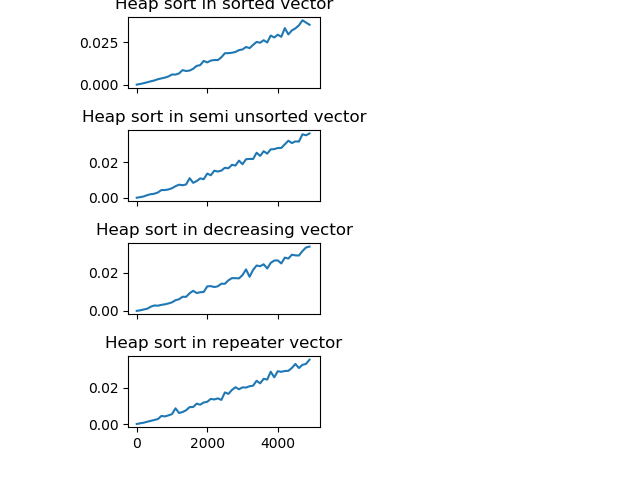 Heap sort in sorted vector
0.025
0.000
Heap sort in semi unsorted vector
0.02
0.00
Heap sort in decreasing vector
0.02
0.00
Heap sort in repeater vector
0.02
0.00
0 2000 4000